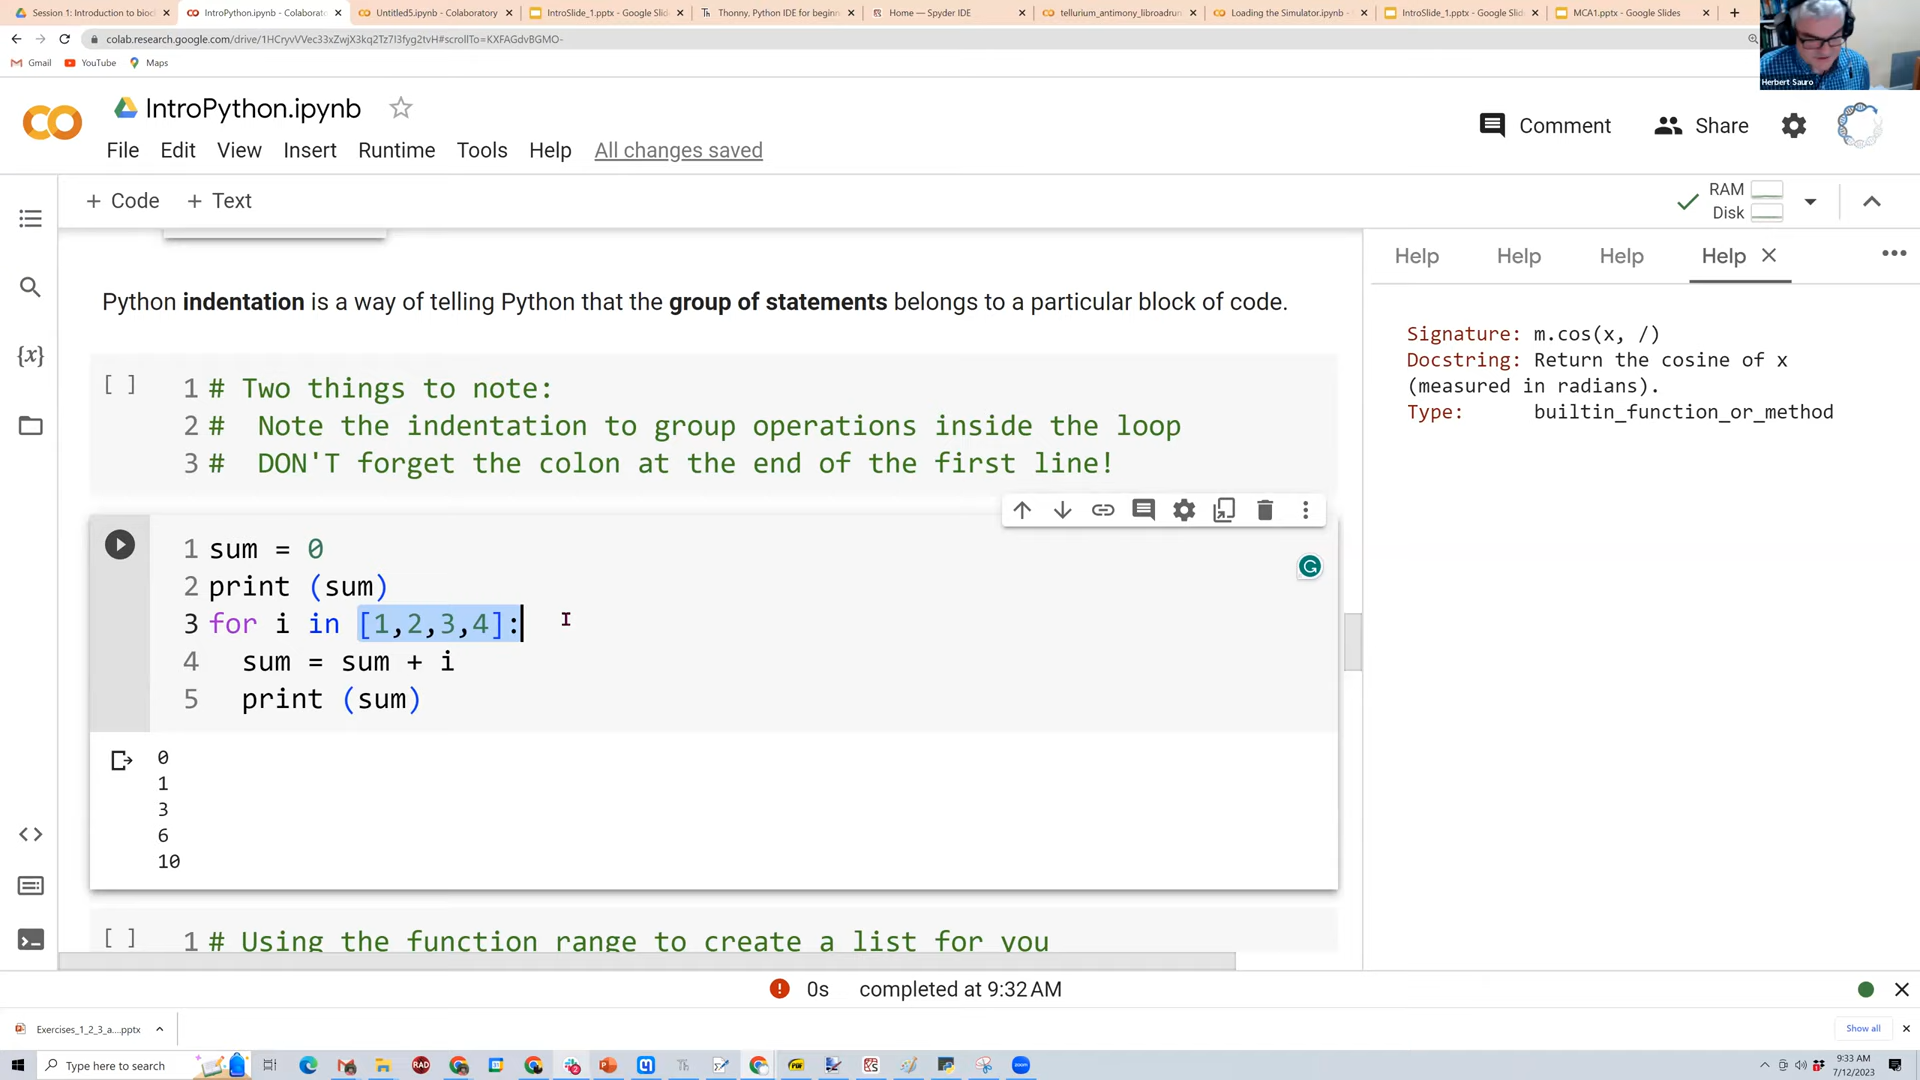 Session 1: Introduction to bioc
IntroPython.ipynb - Colaborato
Untitled5.ipynb - Colaboratory
IntroSlide_1.pptx - Google Slid
Thonny, Python IDE for beginn
Home — Spyder IDE
tellurium_antimony_libroadrun
Loading the Simulator.ipynb -
IntroSlide_1.pptx - Google Slid
MCA1.pptx - Google Slides
colab.research.google.com/drive/1HCryvVVec33xZwjX3kq2Tz7I3fyg2tvH#scrollTo=KXFAGdvBGMO-
Gmail
YouTube
Maps
Herbert Sauro
IntroPython.ipynb
File Edit View Insert Runtime Tools Help All changes saved
Comment
Share
+ Code + Text
RAM
Disk
Python indentation is a way of telling Python that the group of statements belongs to a particular block of code.
[ ]
1 # Two things to note:
2 #  Note the indentation to group operations inside the loop
3 #  DON'T forget the colon at the end of the first line!
1 sum = 0
2 print (sum)
3 for i in [1,2,3,4]:
4   sum = sum + i
5   print (sum)
0
1
3
6
10
[ ]
1 # Using the function range to create a list for you
Help Help Help Help
Signature: m.cos(x, /)
Docstring: Return the cosine of x
(measured in radians).
Type: builtin_function_or_method
0s completed at 9:32 AM
Exercises_1_2_3_a....pptx
Show all
Type here to search
9:33 AM
7/12/2023